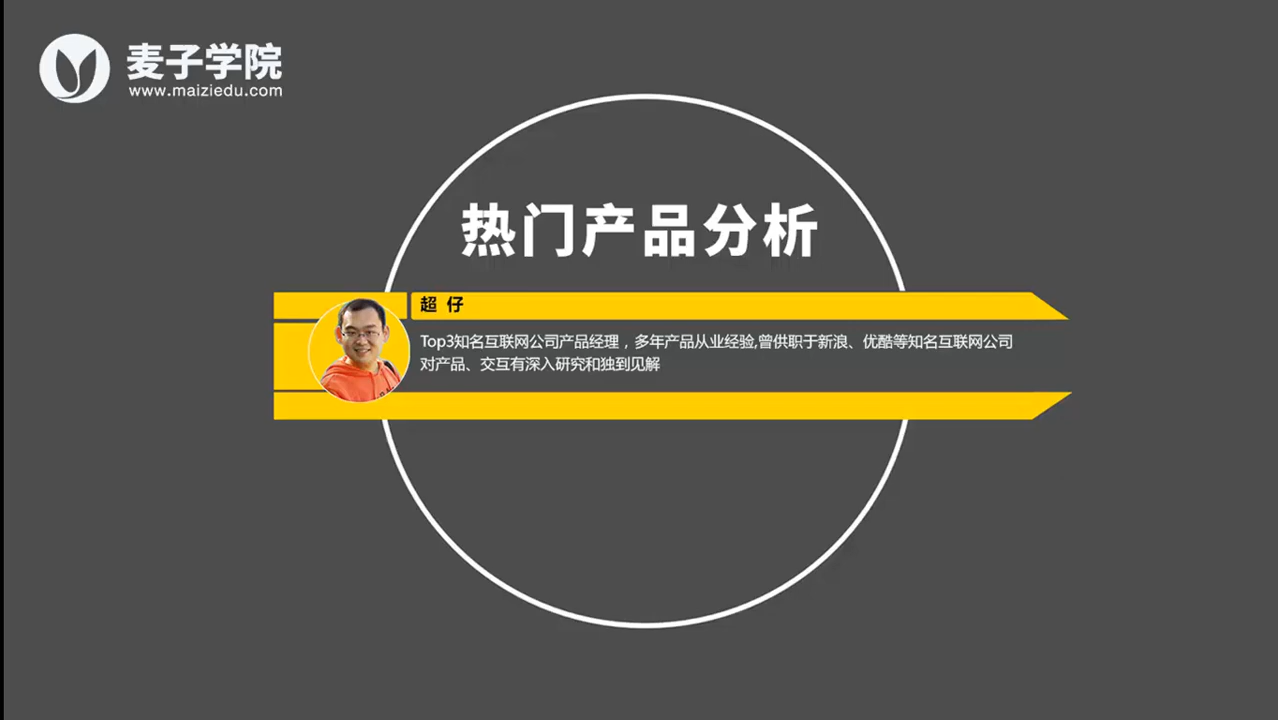 麦子学院
www.maiziedu.com
热门产品分析
超 仔
Top3知名互联网公司产品经理，多年产品从业经验,曾供职于新浪、优酷等知名互联网公司
对产品、交互有深入研究和独到见解